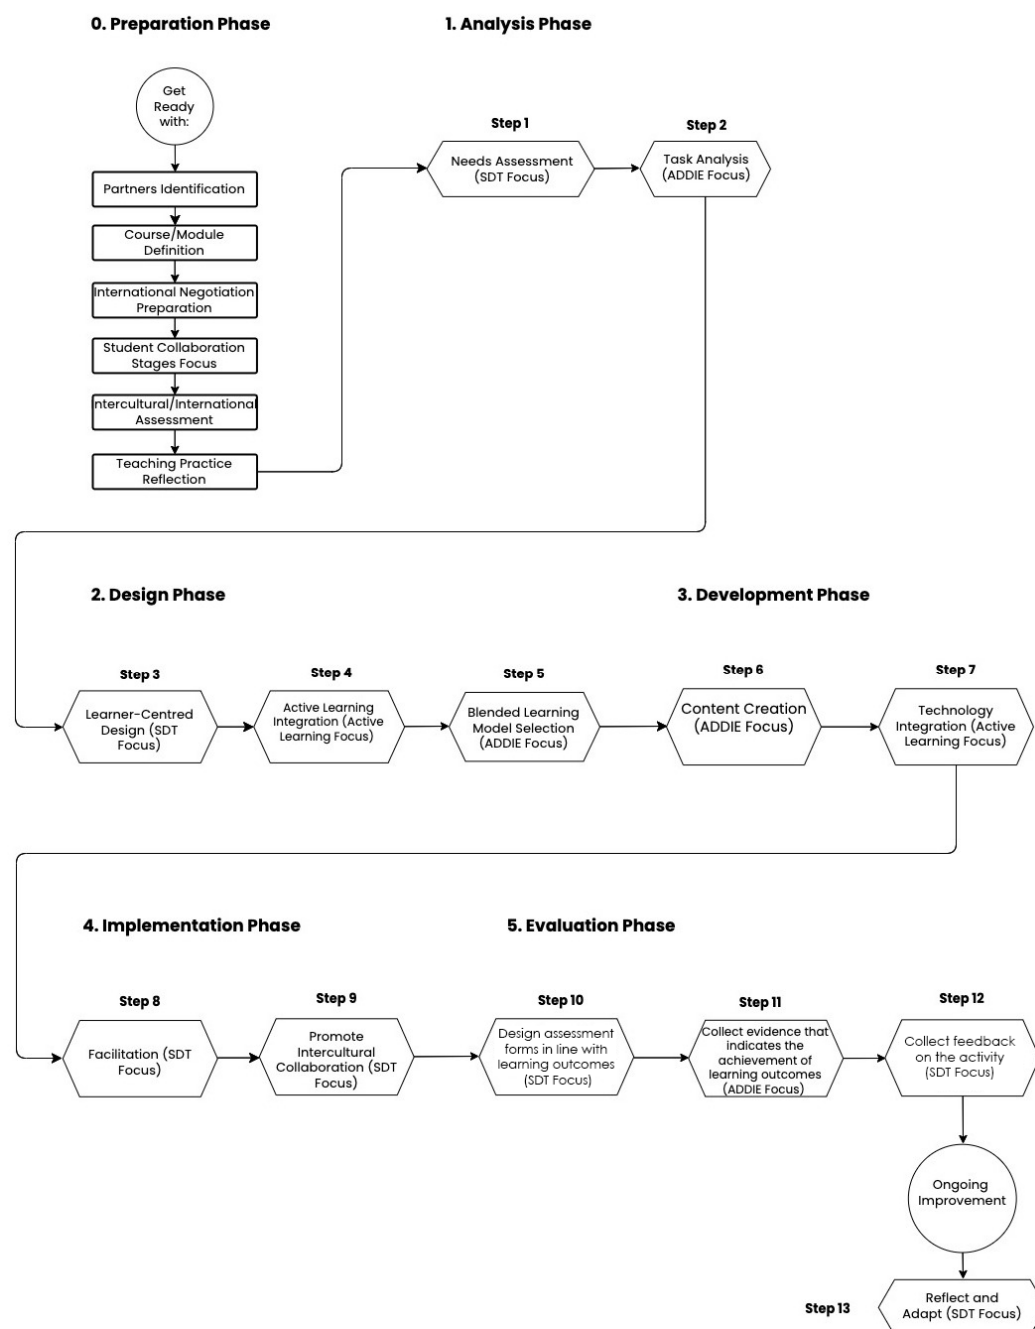 0. Preparation Phase
1. Analysis Phase
Get
Ready
with:
Partners Identification
Course/Module
Definition
International Negotiation
Preparation
Student Collaboration
Stages Focus
ntercultural/International
Assessment
Teaching Practice
Reflection
Step 1
Needs Assessment
(SDT Focus)
Step 2
Task Analysis
(ADDIE Focus)
2. Design Phase
3. Development Phase
Step 3
Learner-Centred
Design (SDT
Focus)
Step 4
Active Learning
Integration (Active
Learning Focus)
Step 5
Blended Learning
Model Selection
(ADDIE Focus)
Step 6
Content Creation
(ADDIE Focus)
Step 7
Technology
Integration (Active
Learning Focus)
4. Implementation Phase
5. Evaluation Phase
Step 8
Facilitation (SDT
Focus)
Step 9
Promote
Intercultural
Collaboration (SDT
Focus)
Step 10
Design assessment
forms in line with
learning outcomes
(SDT Focus)
Step 11
Collect evidence that
indicates the
achievement of
learning outcomes
(ADDIE Focus)
Step 12
Collect feedback
on the activity
(SDT Focus)
Ongoing
Improvement
Step 13
Reflect and
Adapt (SDT Focus)